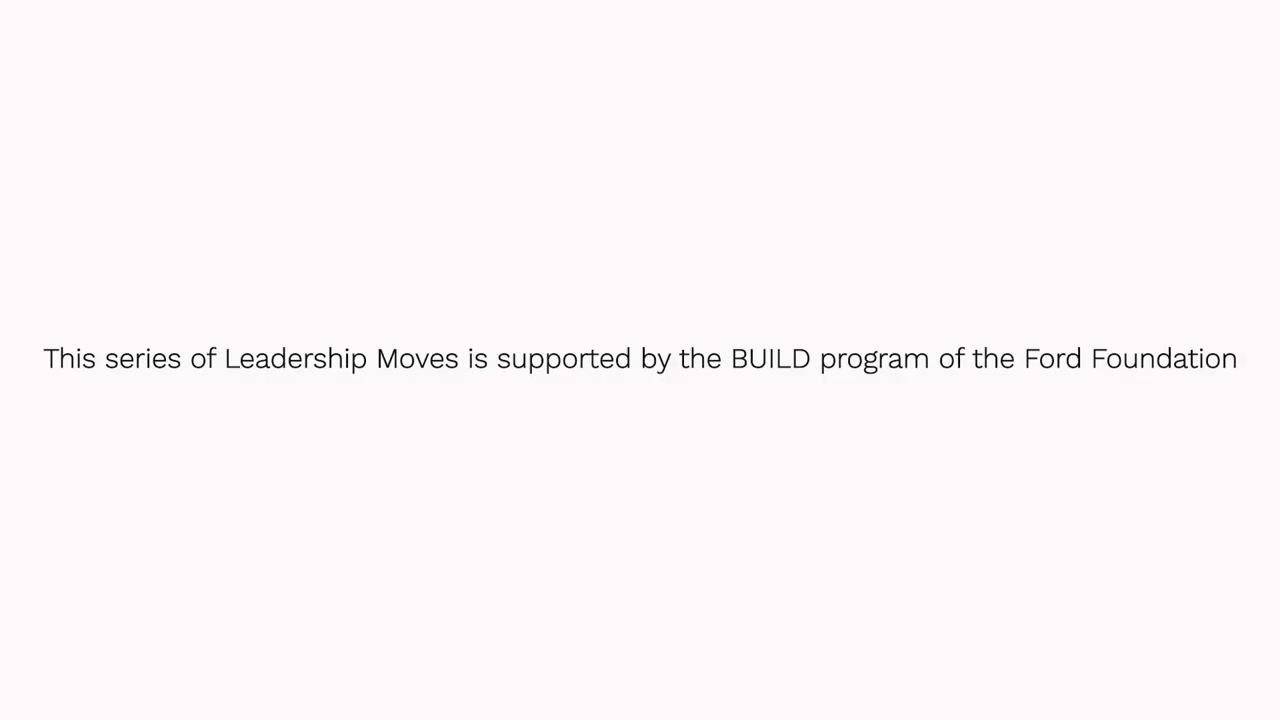 This series of Leadership Moves is supported by the BUILD program of the Ford Foundation